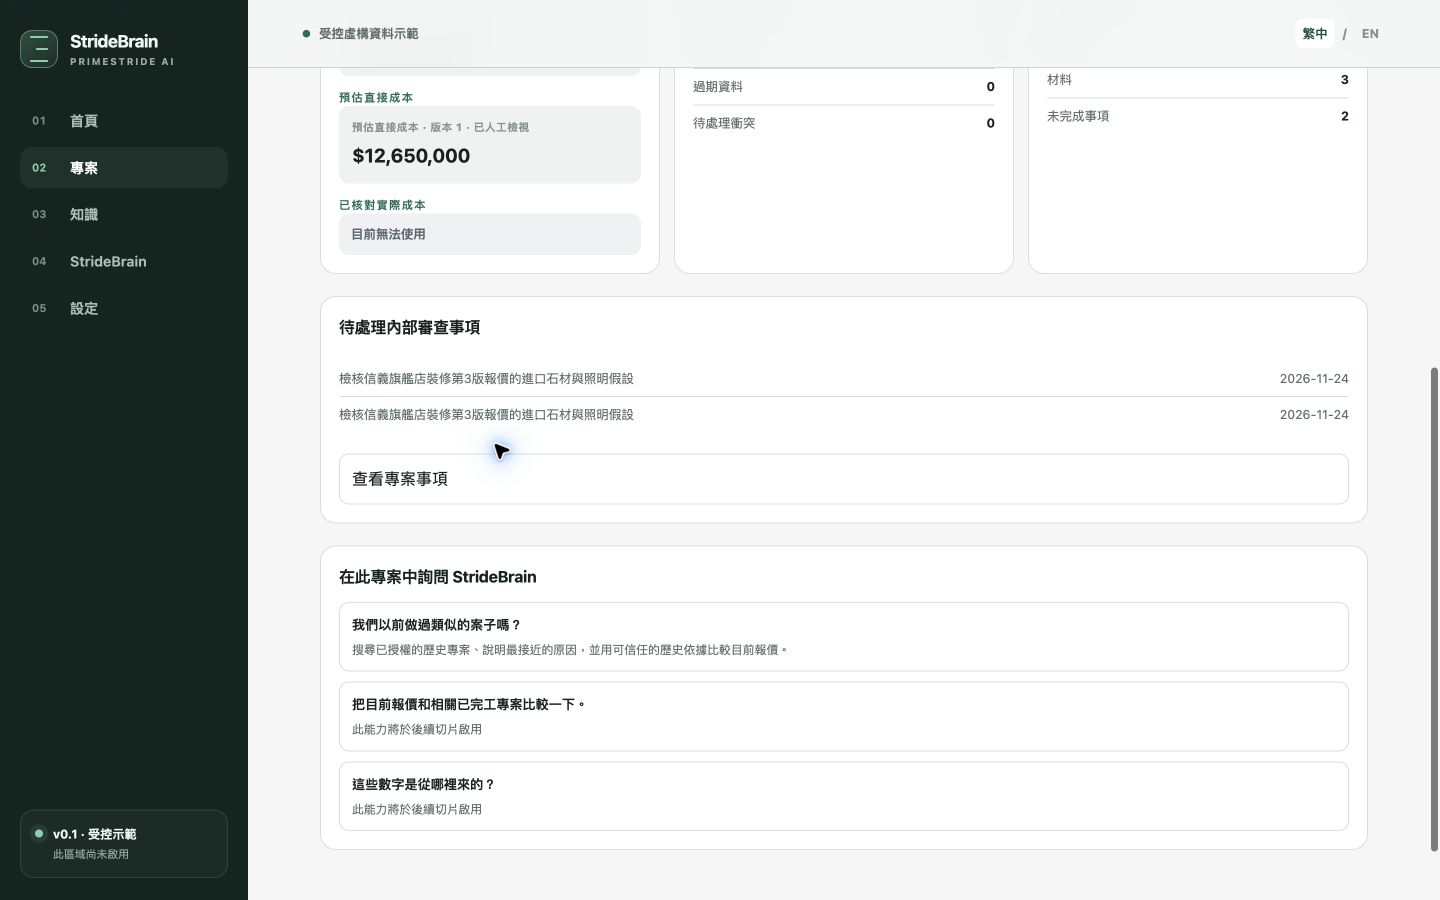 StrideBrain
PRIMESTRIDE AI
01 首頁
02 專案
03 知識
04 StrideBrain
05 設定
v0.1 · 受控示範
此區域尚未啟用
受控虛構資料示範
繁中 / EN
預估直接成本
預估直接成本 · 版本 1 · 已人工檢視
$12,650,000
已核對實際成本
目前無法使用
過期資料 0
待處理衝突 0
材料 3
未完成事項 2
待處理內部審查事項
檢核信義旗艦店裝修第3版報價的進口石材與照明假設 2026-11-24
檢核信義旗艦店裝修第3版報價的進口石材與照明假設 2026-11-24
查看專案事項
在此專案中詢問 StrideBrain
我們以前做過類似的案子嗎？
搜尋已授權的歷史專案、說明最接近的原因，並用可信任的歷史依據比較目前報價。
把目前報價和相關已完工專案比較一下。
此能力將於後續切片啟用
這些數字是從哪裡來的？
此能力將於後續切片啟用